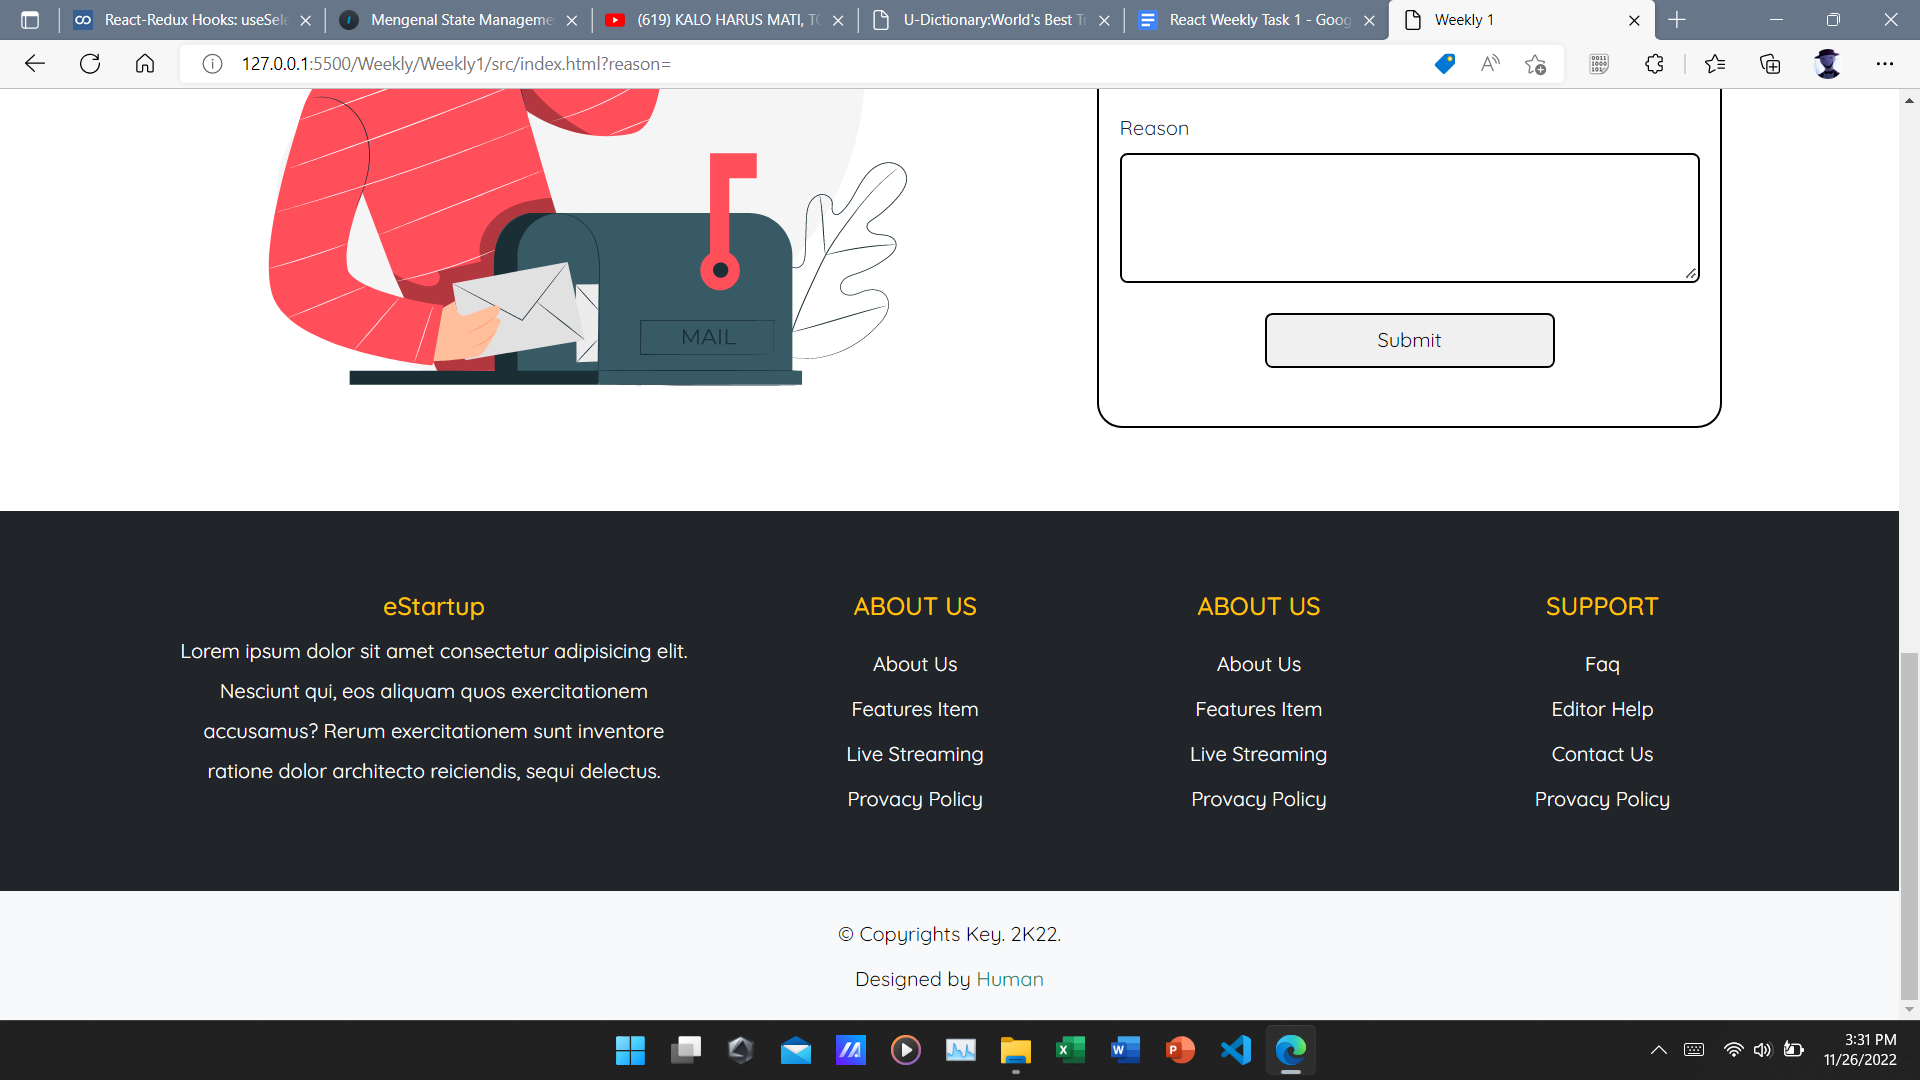 React-Redux Hooks: useSele
Mengenal State Manageme
(619) KALO HARUS MATI, TO
U-Dictionary:World's Best Tr
React Weekly Task 1 - Goog
Weekly 1
127.0.0.1:5500/Weekly/Weekly1/src/index.html?reason=
Reason
MAIL
Submit
eStartup
Lorem ipsum dolor sit amet consectetur adipisicing elit.
Nesciunt qui, eos aliquam quos exercitationem
accusamus? Rerum exercitationem sunt inventore
ratione dolor architecto reiciendis, sequi delectus.
ABOUT US
About Us
Features Item
Live Streaming
Provacy Policy
ABOUT US
About Us
Features Item
Live Streaming
Provacy Policy
SUPPORT
Faq
Editor Help
Contact Us
Provacy Policy
© Copyrights Key. 2K22.
Designed by Human
3:31 PM
11/26/2022